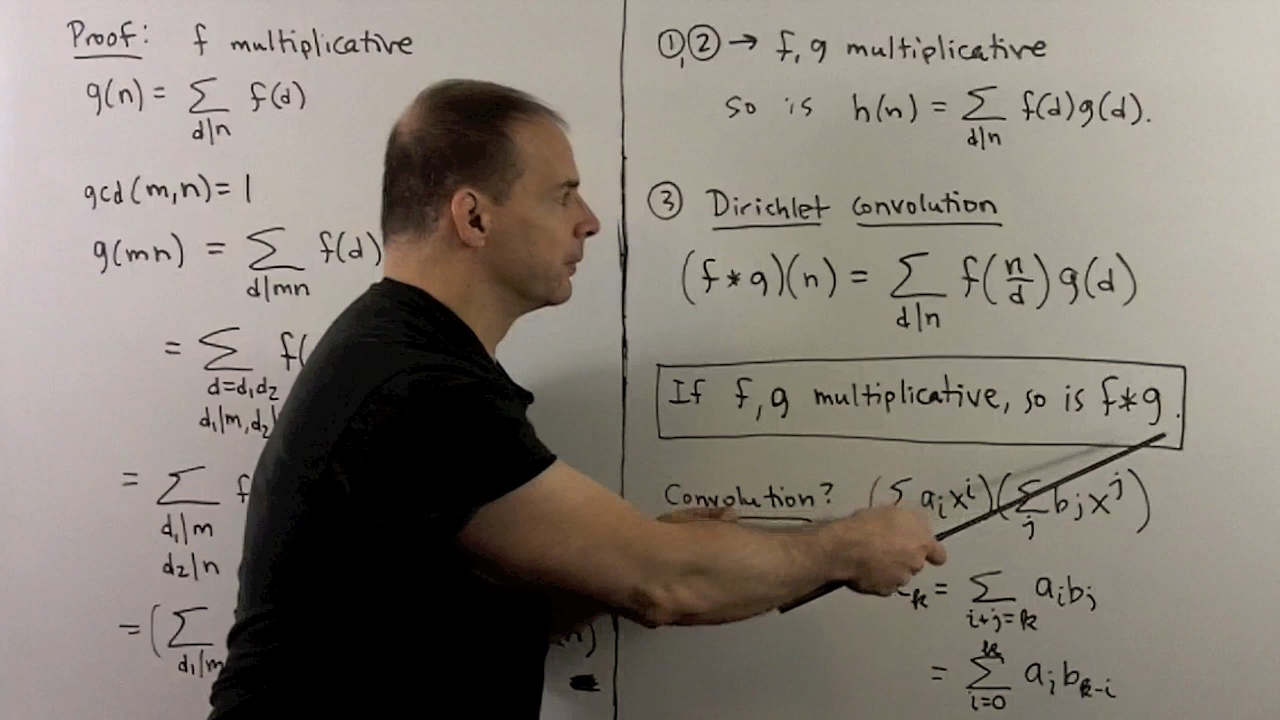 Proof: f multiplicative
g(n) = ∑ f(d)
d|n
gcd(m,n) = 1
g(mn) = ∑ f(d)
d|mn
= ∑ f(
d=d₁d₂
d₁|m, d₂|
= ∑ f
d₁|m
d₂|n
= (∑
d₁|m
n)
①,② → f, g multiplicative
so is h(n) = ∑ f(d)g(d).
d|n
③ Dirichlet Convolution
(f * g)(n) = ∑ f(n/d) g(d)
d|n
If f, g multiplicative, so is f*g.
Convolution? (∑ aᵢxⁱ)(∑ bⱼxʲ)
j
k = ∑ aᵢbⱼ
i+j=k
k
= ∑ aᵢbₖ₋ᵢ
i=0